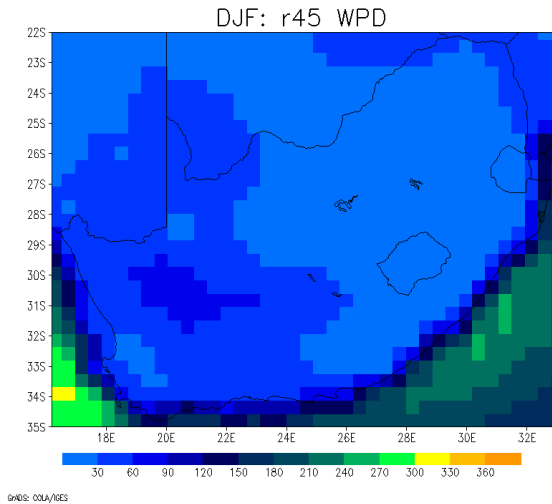 DJF: r45 WPD
22S
23S
24S
25S
26S
27S
28S
29S
30S
31S
32S
33S
34S
35S
18E 20E 22E 24E 26E 28E 30E 32E
30 60 90 120 150 180 210 240 270 300 330 360
GrADS: COLA/IGES